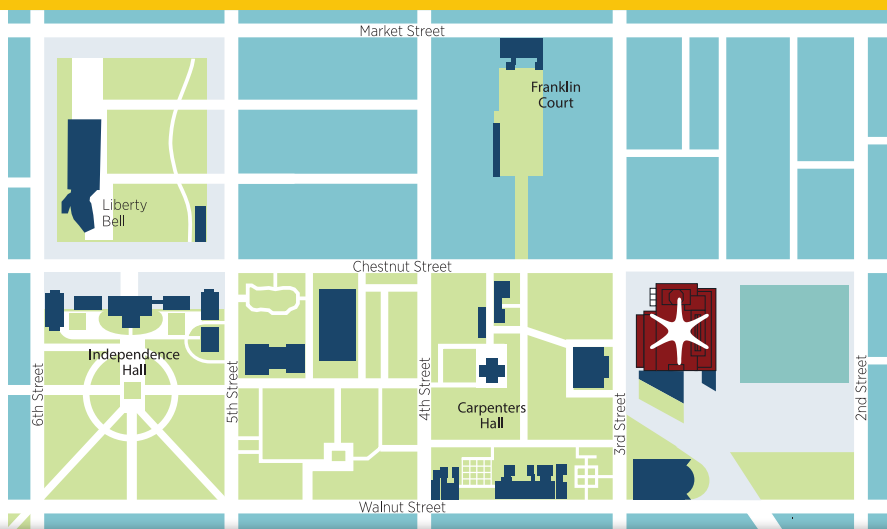 Market Street
Franklin
Court
Liberty
Bell
Chestnut Street
Independence
Hall
6th Street
5th Street
4th Street
Carpenters
Hall
3rd Street
2nd Street
Walnut Street